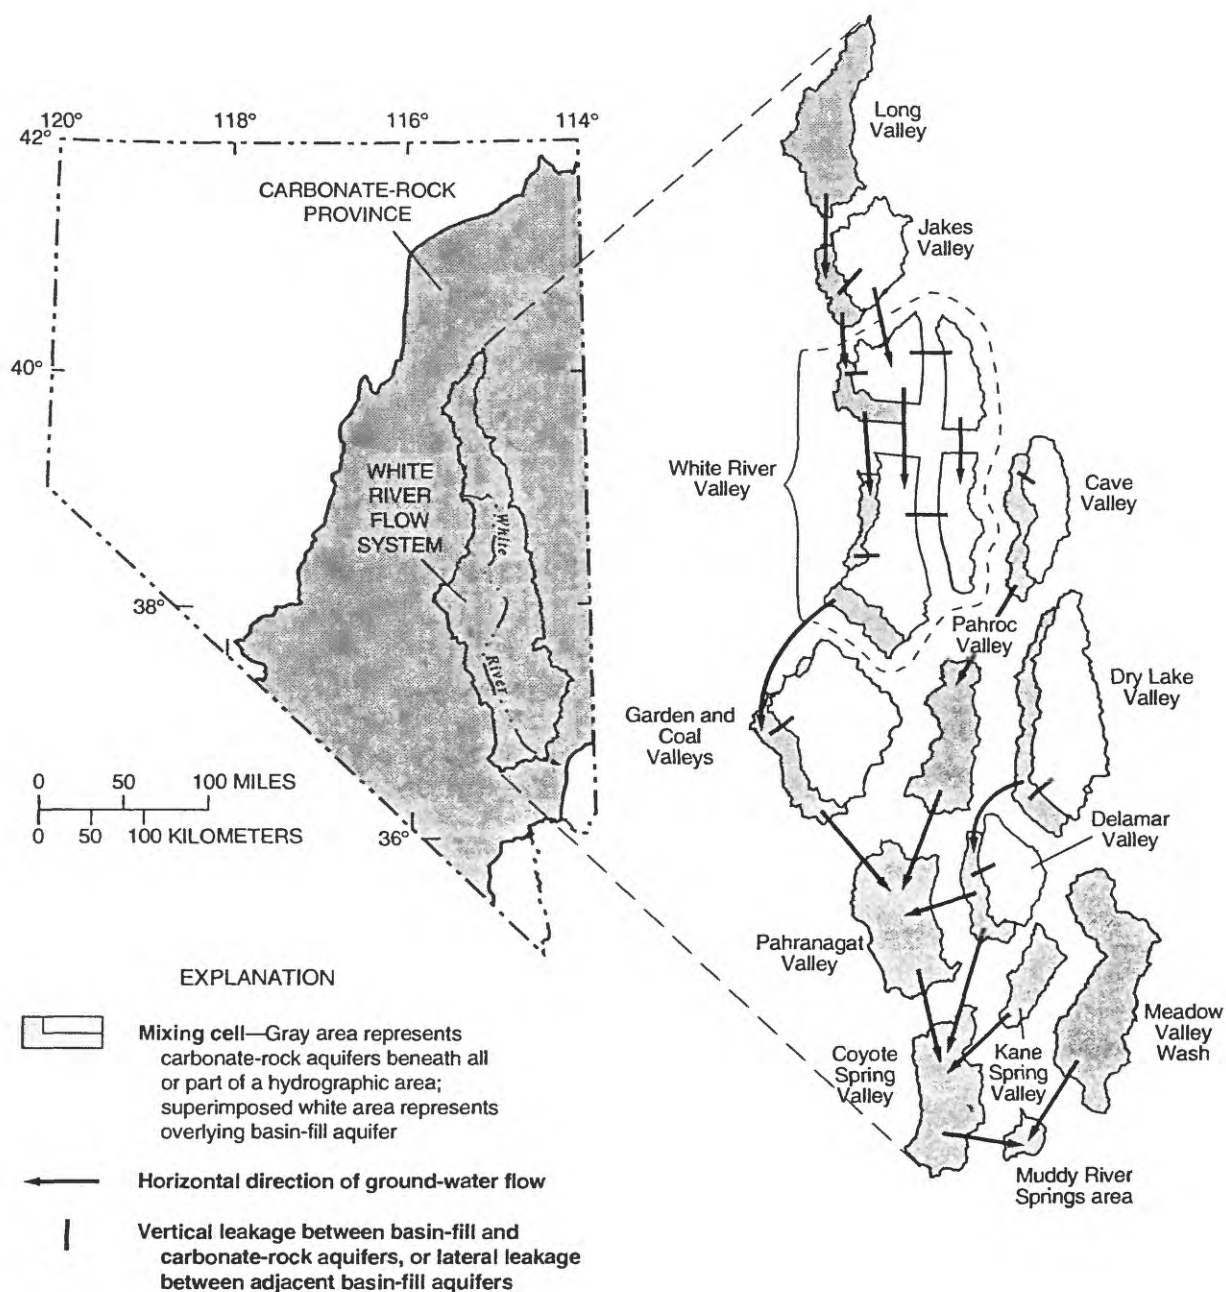 120°
118°
116°
114°
42°
40°
38°
36°
CARBONATE-ROCK
PROVINCE
WHITE
RIVER
FLOW
SYSTEM
White
River
0 50 100 MILES
0 50 100 KILOMETERS
Long
Valley
Jakes
Valley
White River
Valley
Cave
Valley
Pahroc
Valley
Dry Lake
Valley
Garden and
Coal
Valleys
Delamar
Valley
Pahranagat
Valley
Coyote
Spring
Valley
Kane
Spring
Valley
Meadow
Valley
Wash
Muddy River
Springs area
EXPLANATION
Mixing cell—Gray area represents
carbonate-rock aquifers beneath all
or part of a hydrographic area;
superimposed white area represents
overlying basin-fill aquifer
Horizontal direction of ground-water flow
Vertical leakage between basin-fill and
carbonate-rock aquifers, or lateral leakage
between adjacent basin-fill aquifers